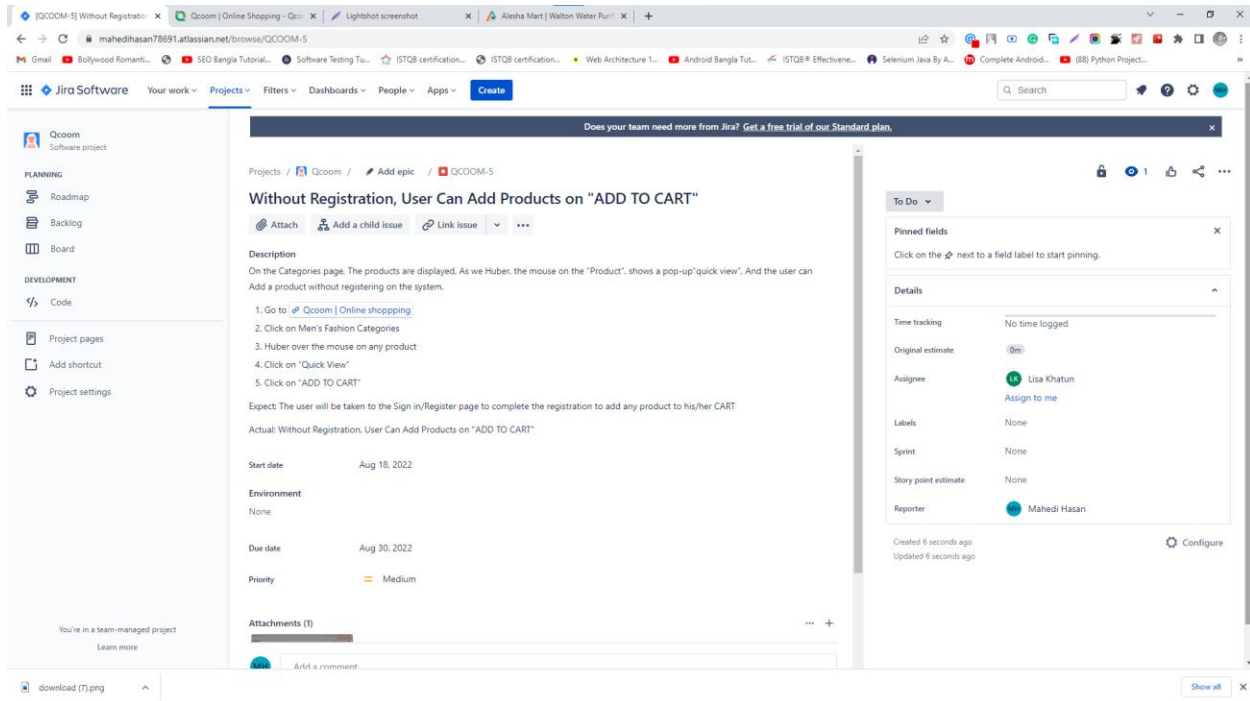 [QCOOM-5] Without Registratio
Qcoom | Online Shopping - Qco
Lightshot screenshot
Alesha Mart | Walton Water Puri
mahedihasan78691.atlassian.net/browse/QCOOM-5
Gmail Bollywood Romanti... SEO Bangla Tutorial... Software Testing Tu... ISTQB certification... ISTQB certification... Web Architecture 1... Android Bangla Tut... ISTQB® Effectivene... Selenium Java By A... Complete Android... (88) Python Project...
Jira Software Your work Projects Filters Dashboards People Apps Create Search MH
Does your team need more from Jira? Get a free trial of our Standard plan.
Qcoom
Software project
PLANNING
Roadmap
Backlog
Board
DEVELOPMENT
Code
Project pages
Add shortcut
Project settings
You're in a team-managed project
Learn more
Projects / Qcoom / Add epic / QCOOM-5
Without Registration, User Can Add Products on "ADD TO CART"
Attach Add a child issue Link issue
Description
On the Categories page, The products are displayed, As we Huber, the mouse on the "Product", shows a pop-up"quick view", And the user can
Add a product without registering on the system.
1. Go to Qcoom | Online shoppping
2. Click on Men's Fashion Categories
3. Huber over the mouse on any product
4. Click on "Quick View"
5. Click on "ADD TO CART"
Expect: The user will be taken to the Sign in/Register page to complete the registration to add any product to his/her CART
Actual: Without Registration, User Can Add Products on "ADD TO CART"
Start date Aug 18, 2022
Environment
None
Due date Aug 30, 2022
Priority Medium
Attachments (1)
MH Add a comment
1
To Do
Pinned fields
Click on the next to a field label to start pinning.
Details
Time tracking No time logged
Original estimate 0m
Assignee LK Lisa Khatun
Assign to me
Labels None
Sprint None
Story point estimate None
Reporter MH Mahedi Hasan
Created 6 seconds ago
Updated 6 seconds ago
Configure
download (7).png
Show all